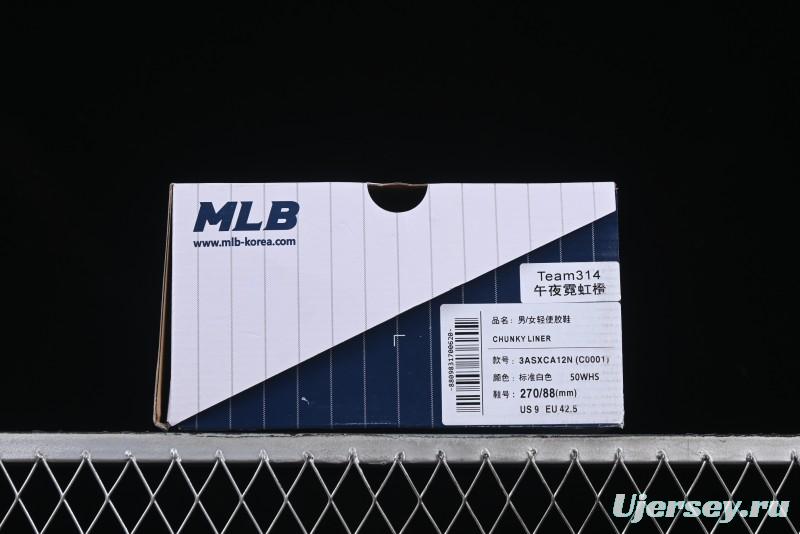 MLB
www.mlb-korea.com
Team314
午夜霓虹橙
-8809831700620-
品名: 男/女轻便胶鞋
CHUNKY LINER
款号: 3ASXCA12N (C0001)
颜色: 标准白色 50WHS
鞋号: 270/88(mm)
US 9 EU 42.5
Ujersey.ru